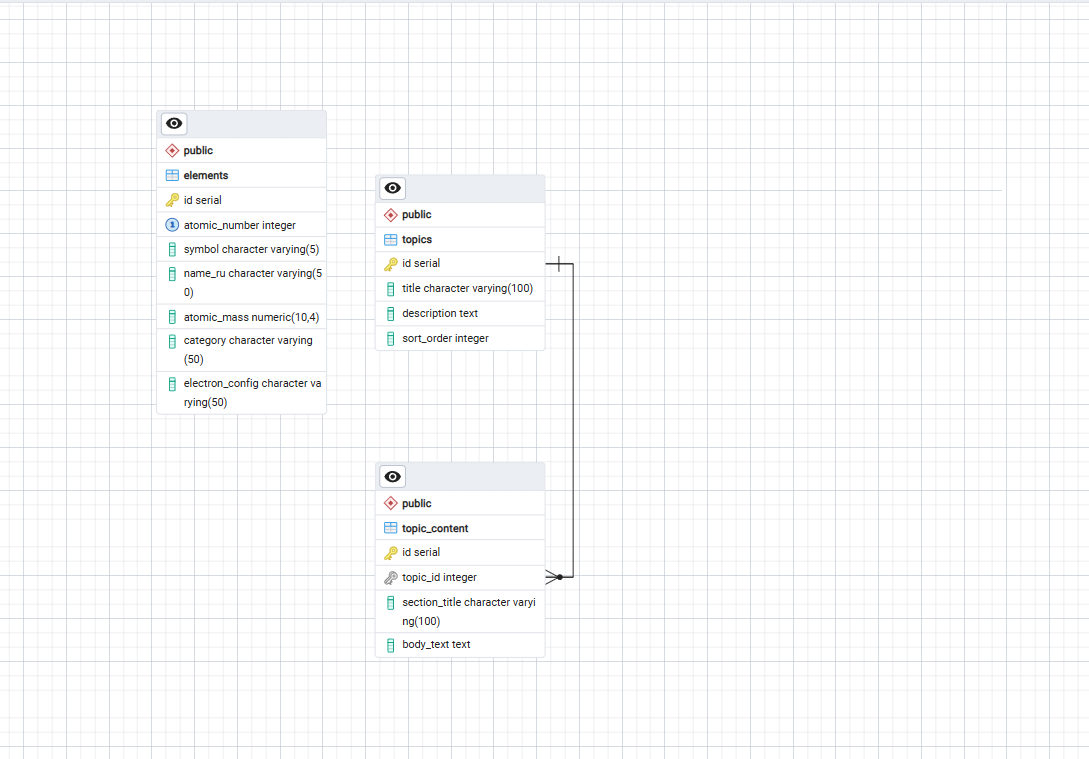 public
elements
id serial
1
atomic_number integer
symbol character varying(5)
name_ru character varying(5
0)
atomic_mass numeric(10,4)
category character varying
(50)
electron_config character va
rying(50)
public
topics
id serial
title character varying(100)
description text
sort_order integer
public
topic_content
id serial
topic_id integer
section_title character varyi
ng(100)
body_text text